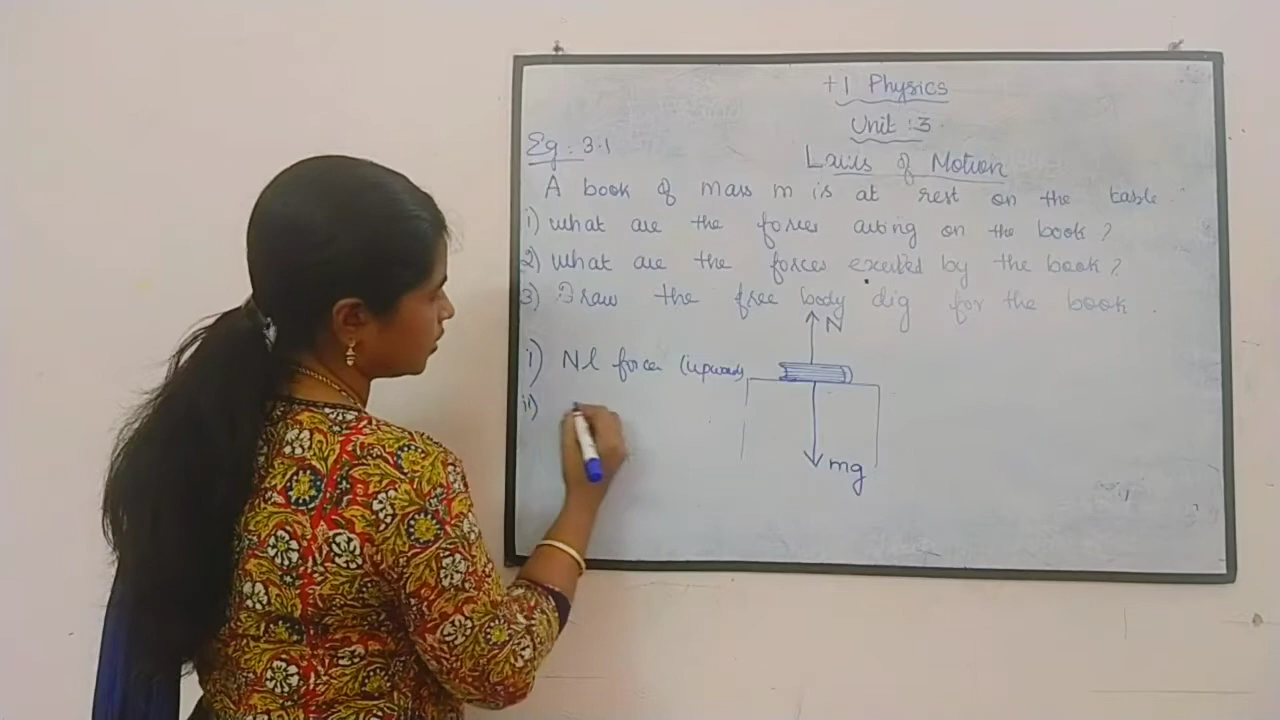 +1 Physics
Unit : 3
Eg : 3.1
Laws of Motion
A book of mass m is at rest on the table
1) what are the forces acting on the book ?
2) what are the forces exerted by the book ?
3) Draw the free body dig for the book
N
i) Nl force (upward)
ii)
mg